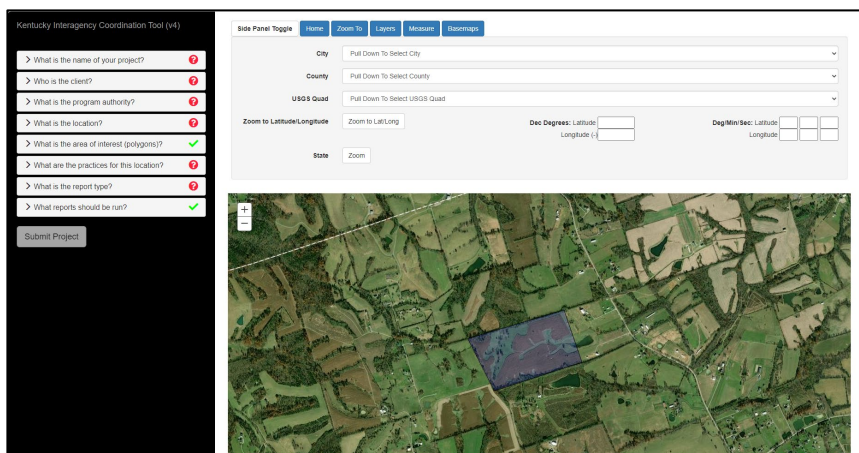 Kentucky Interagency Coordination Tool (v4)
What is the name of your project?
Who is the client?
What is the program authority?
What is the location?
What is the area of interest (polygons)?
What are the practices for this location?
What is the report type?
What reports should be run?
Submit Project
Side Panel Toggle Home Zoom To Layers Measure Basemaps
City Pull Down To Select City
County Pull Down To Select County
USGS Quad Pull Down To Select USGS Quad
Zoom to Latitude/Longitude Zoom to Lat/Long Dec Degrees: Latitude Deg/Min/Sec: Latitude
Longitude (-) Longitude
State Zoom
+
−